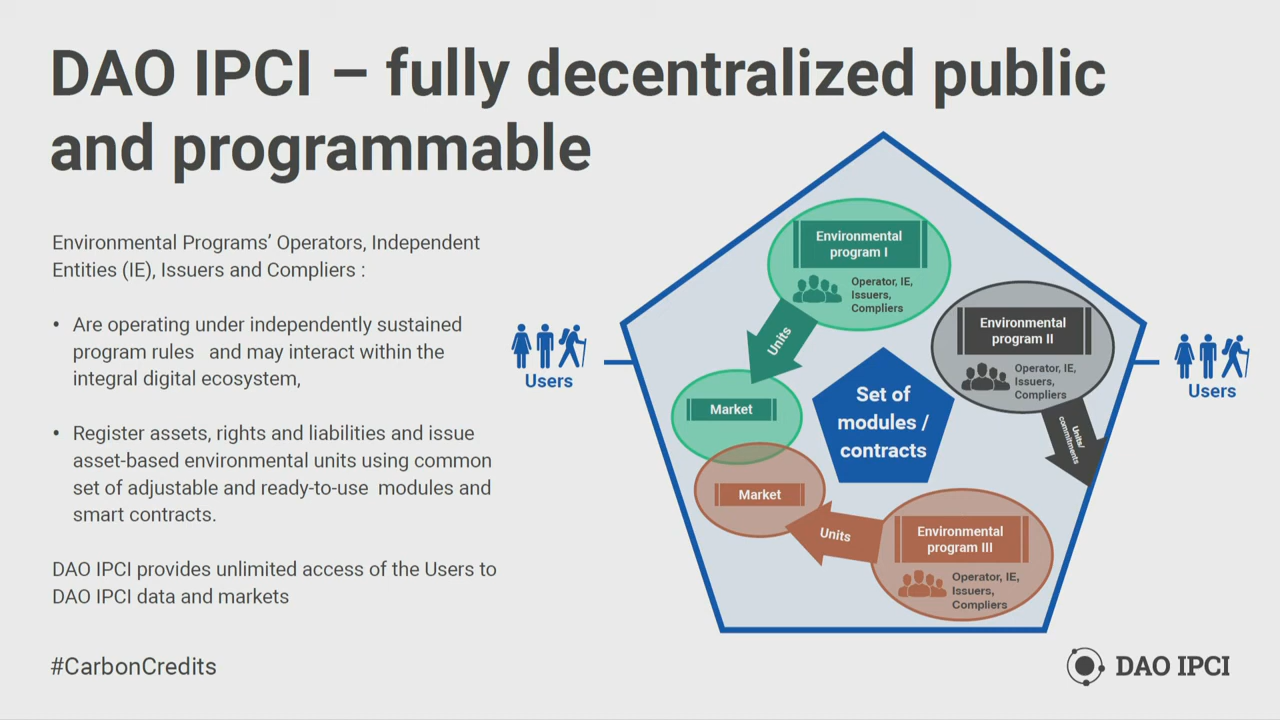 DAO IPCI – fully decentralized public
and programmable
Environmental Programs’ Operators, Independent
Entities (IE), Issuers and Compliers :
• Are operating under independently sustained
program rules and may interact within the
integral digital ecosystem,
• Register assets, rights and liabilities and issue
asset-based environmental units using common
set of adjustable and ready-to-use modules and
smart contracts.
DAO IPCI provides unlimited access of the Users to
DAO IPCI data and markets
#CarbonCredits
Users
Environmental
program I
Operator, IE,
Issuers,
Compliers
Units
Market
Environmental
program II
Operator, IE,
Issuers,
Compliers
Units/
commitments
Set of
modules /
contracts
Market
Units
Environmental
program III
Operator, IE,
Issuers,
Compliers
Users
DAO IPCI